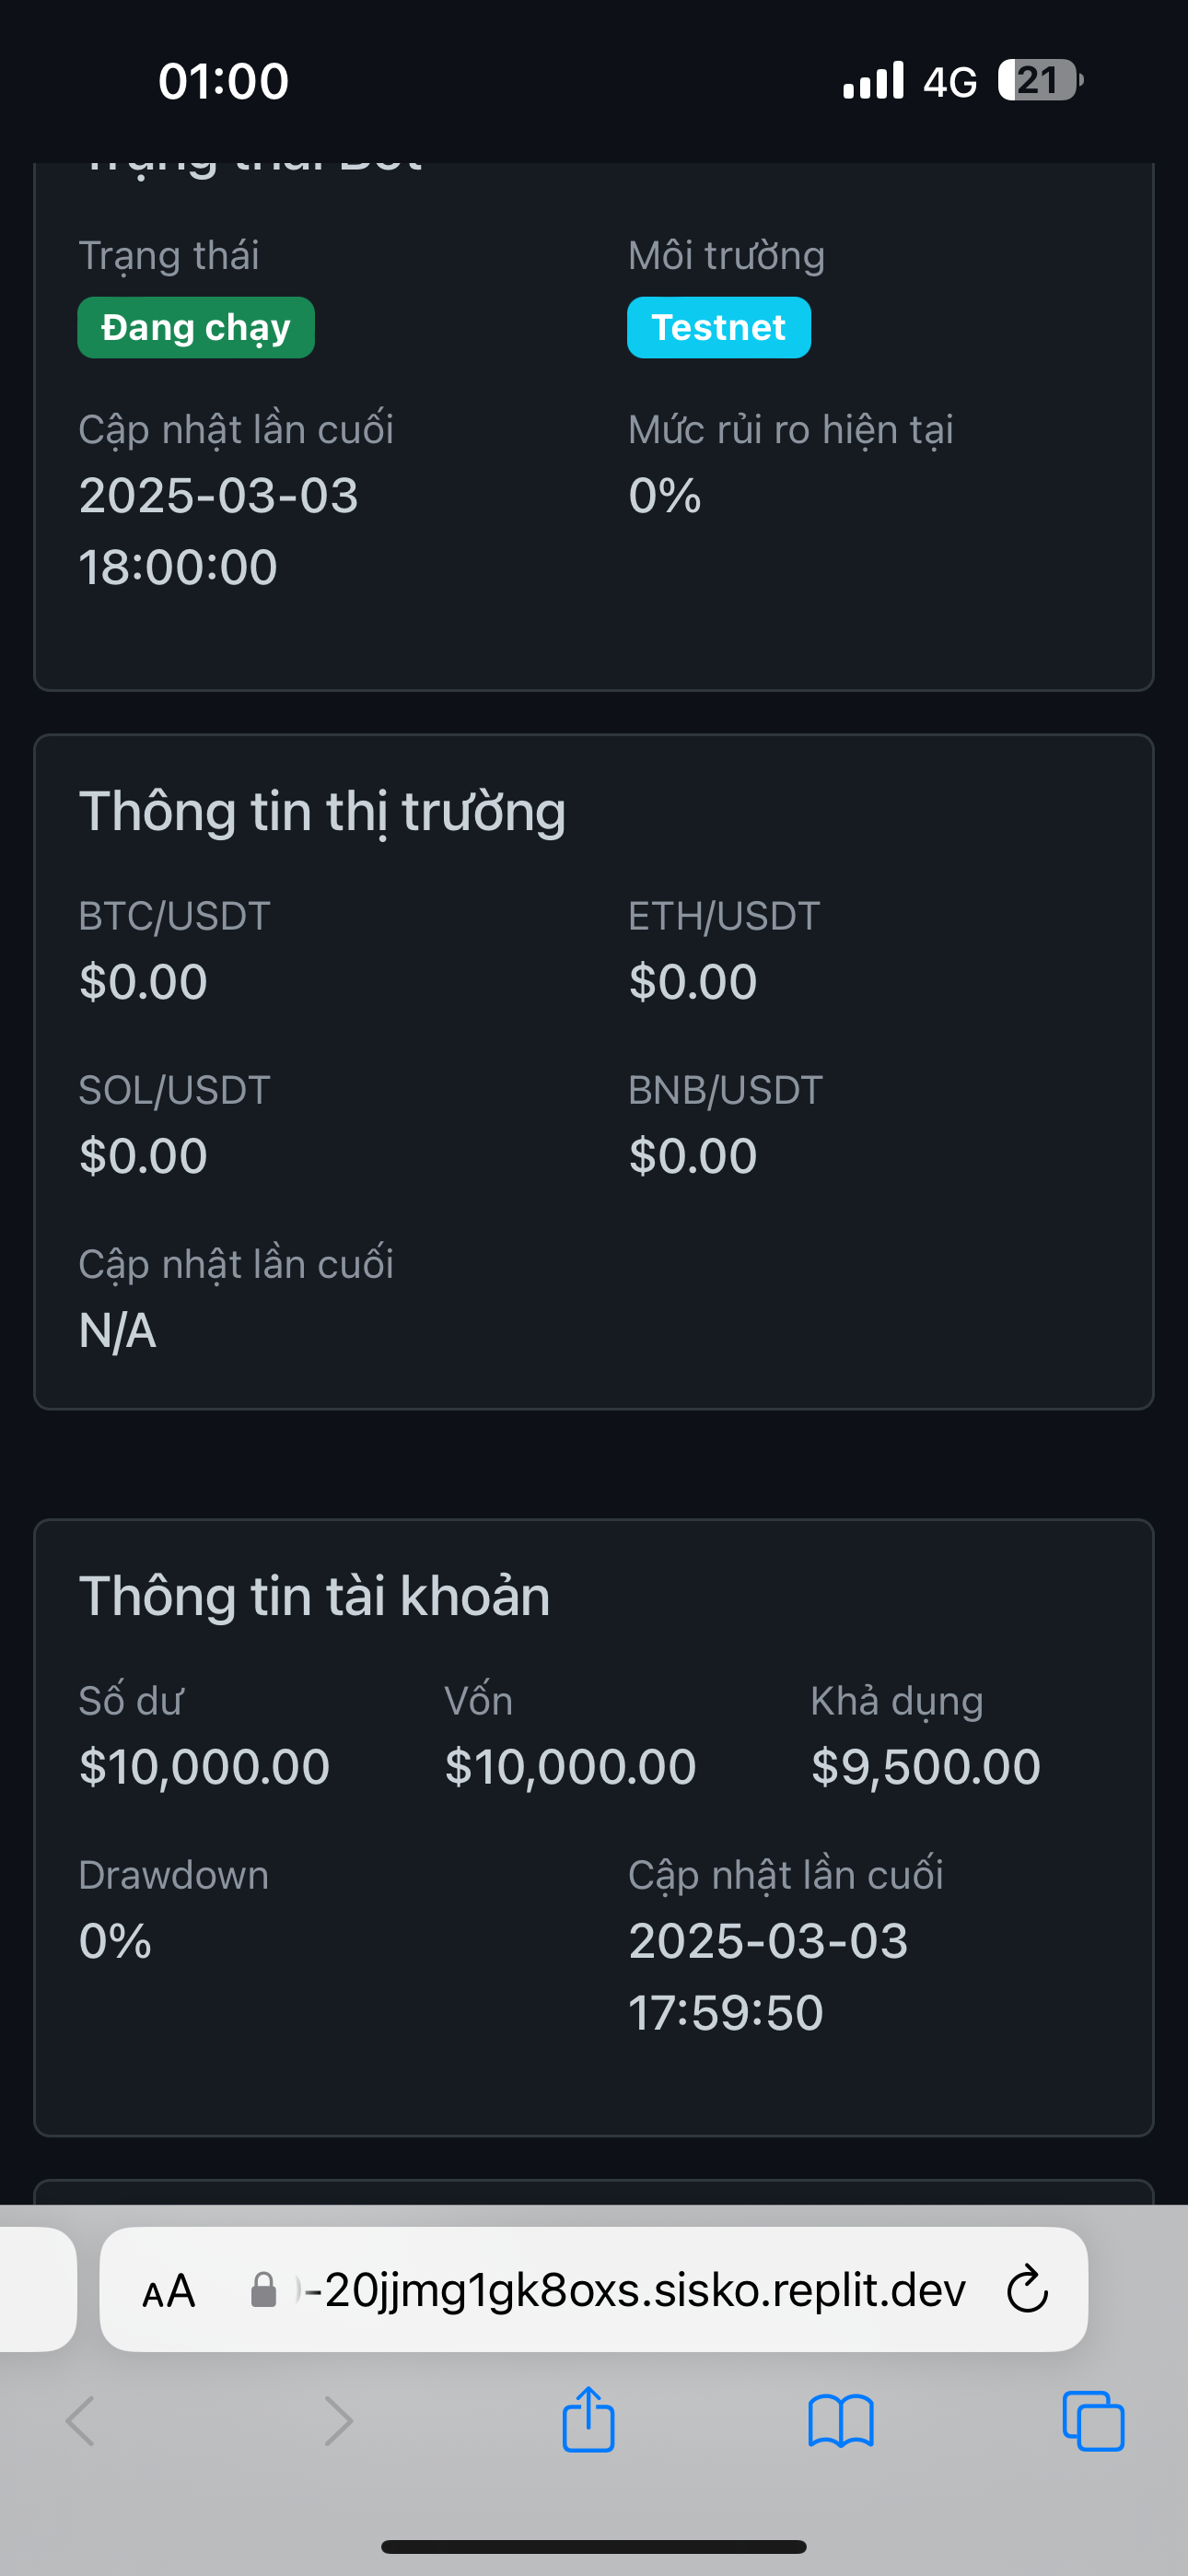 01:00
4G
21
Trạng thái Bot
Trạng thái
Môi trường
Đang chạy
Testnet
Cập nhật lần cuối
Mức rủi ro hiện tại
2025-03-03
0%
18:00:00
Thông tin thị trường
BTC/USDT
ETH/USDT
$0.00
$0.00
SOL/USDT
BNB/USDT
$0.00
$0.00
Cập nhật lần cuối
N/A
Thông tin tài khoản
Số dư
Vốn
Khả dụng
$10,000.00
$10,000.00
$9,500.00
Drawdown
Cập nhật lần cuối
0%
2025-03-03
17:59:50
AA
-20jjmg1gk8oxs.sisko.replit.dev